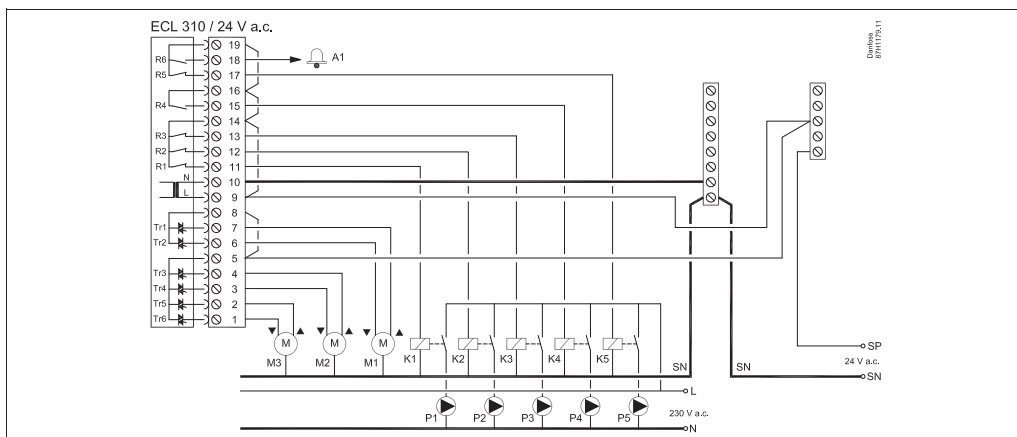 ECL 310 / 24 V a.c.
Danfoss
87H1179.11
19
R6 18 A1
R5 17
16
R4 15
14
R3 13
R2 12
R1 11
N 10
L 9
8
Tr1 7
Tr2 6
5
Tr3 4
Tr4 3
Tr5 2
Tr6 1
M M M
M3 M2 M1 K1 K2 K3 K4 K5
SP
24 V a.c.
SN SN SN
L
P1 P2 P3 P4 P5 230 V a.c.
N